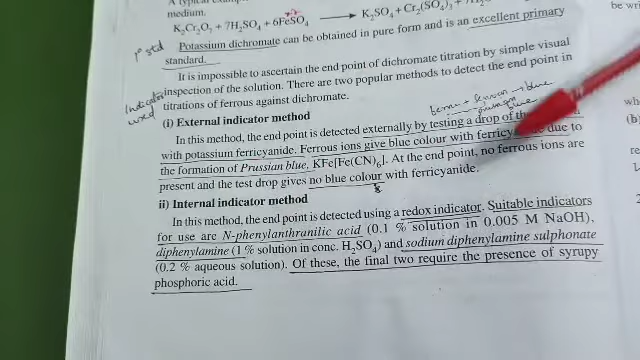 A typical
medium.
K₂Cr₂O₇ + 7H₂SO₄ + 6FeSO₄ ⟶ K₂SO₄ + Cr₂(SO₄)₃ +
be wri
Potassium dichromate can be obtained in pure form and is an excellent primary
standard.
It is impossible to ascertain the end point of dichromate titration by simple visual
inspection of the solution. There are two popular methods to detect the end point in
titrations of ferrous against dichromate.
Indicator
used
blue
(i) External indicator method
In this method, the end point is detected externally by testing a drop of the
with potassium ferricyanide. Ferrous ions give blue colour with due to
the formation of Prussian blue, KFe[Fe(CN)₆]. At the end point, no ferrous ions are
present and the test drop gives no blue colour with ferricyanide.
ii) Internal indicator method
In this method, the end point is detected using a redox indicator. Suitable indicators
for use are N-phenylanthranilic acid (0.1 % solution in 0.005 M NaOH),
diphenylamine (1 % solution in conc. H₂SO₄) and sodium diphenylamine sulphonate
(0.2 % aqueous solution). Of these, the final two require the presence of syrupy
phosphoric acid.